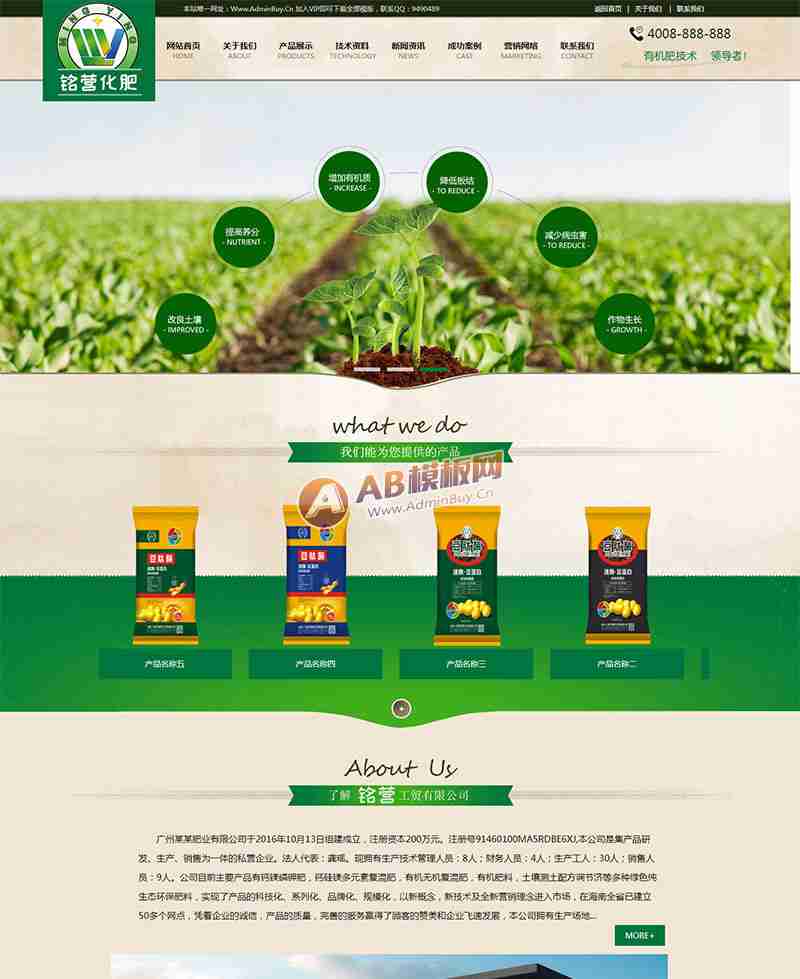 本站唯一网址：Www.AdminBuy.Cn 加入VIP即可下载全部模板，联系QQ：9490489
返回首页 | 关于我们 | 联系我们
MING YING
铭营化肥
网站首页 关于我们 产品展示 技术资料 新闻资讯 成功案例 营销网络 联系我们
HOME ABOUT PRODUCTS TECHNOLOGY NEWS CAST MARKETING CONTACT
4008-888-888
有机肥技术 领导者！
增加有机质
- INCREASE -
降低板结
- TO REDUCE -
提高养分
- NUTRIENT -
减少病虫害
- TO REDUCE -
改良土壤
- IMPROVED -
作物生长
- GROWTH -
what we do
我们能为您提供的产品
AB模板网
Www.AdminBuy.Cn
豆肽酶
豆肽酶
产品名称五
产品名称四
产品名称三
产品名称二
About Us
了解 铭营 工贸有限公司
广州某某肥业有限公司于2016年10月13日组建成立，注册资本200万元。注册号91460100MA5RDBE6XJ,本公司是集产品研
发、生产、销售为一体的私营企业。法人代表：龚瑶。现拥有生产技术管理人员：8人；财务人员：4人；生产工人：30人；销售人
员：9人。公司目前主要产品有钙镁磷钾肥，钙硅镁多元素复混肥，有机无机复混肥，有机肥料，土壤测土配方调节济等多种绿色纯
生态环保肥料，实现了产品的科技化、系列化、品牌化、规模化，以新概念，新技术及全新营销理念进入市场，在海南全省已建立
50多个网点，凭着企业的诚信，产品的质量，完善的服务赢得了顾客的赞美和企业飞速发展，本公司拥有生产场地...
MORE+